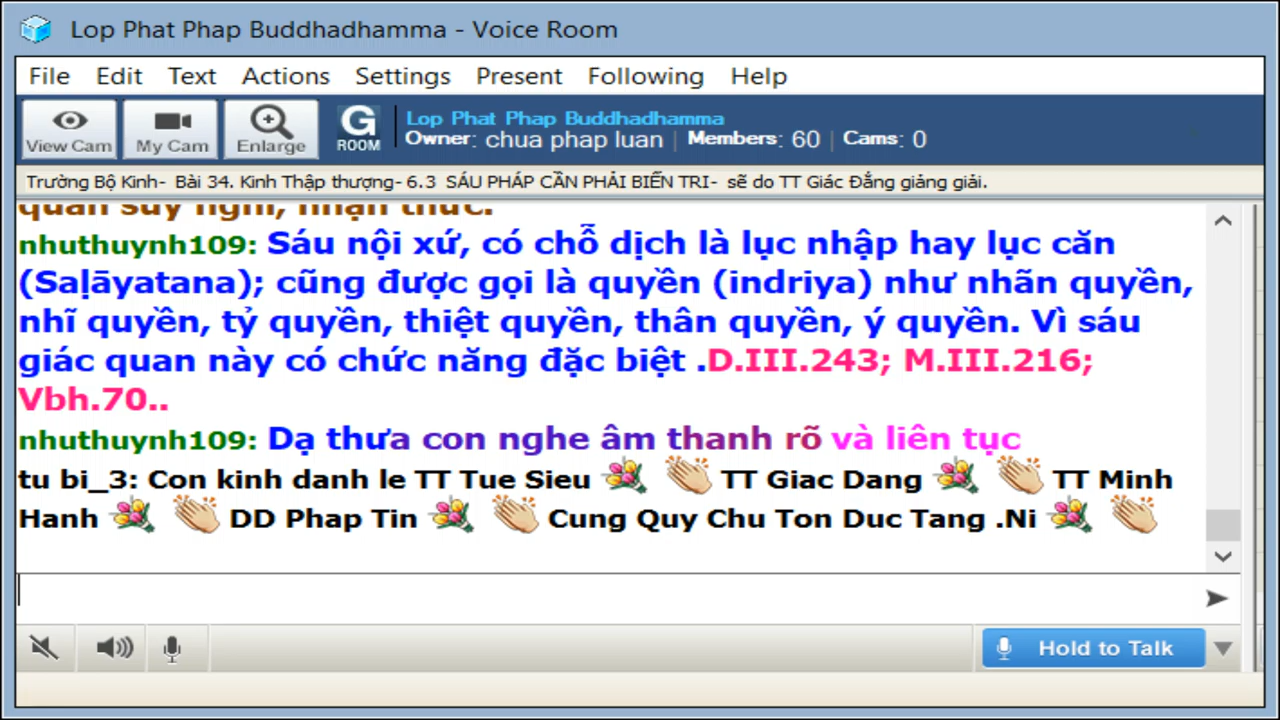 Lop Phat Phap Buddhadhamma - Voice Room
File Edit Text Actions Settings Present Following Help
View Cam My Cam Enlarge G ROOM
Lop Phat Phap Buddhadhamma
Owner: chua phap luan | Members: 60 | Cams: 0
Trường Bộ Kinh- Bài 34. Kinh Thập thượng- 6.3 SÁU PHÁP CẦN PHẢI BIẾN TRI- sẽ do TT Giác Đẳng giảng giải.
quan suy nghĩ, nhận thức.
nhuthuynh109: Sáu nội xứ, có chỗ dịch là lục nhập hay lục căn
(Saḷāyatana); cũng được gọi là quyền (indriya) như nhãn quyền,
nhĩ quyền, tỷ quyền, thiệt quyền, thân quyền, ý quyền. Vì sáu
giác quan này có chức năng đặc biệt .D.III.243; M.III.216;
Vbh.70..
nhuthuynh109: Dạ thưa con nghe âm thanh rõ và liên tục
tu bi_3: Con kinh danh le TT Tue Sieu TT Giac Dang TT Minh
Hanh DD Phap Tin Cung Quy Chu Ton Duc Tang .Ni
Hold to Talk